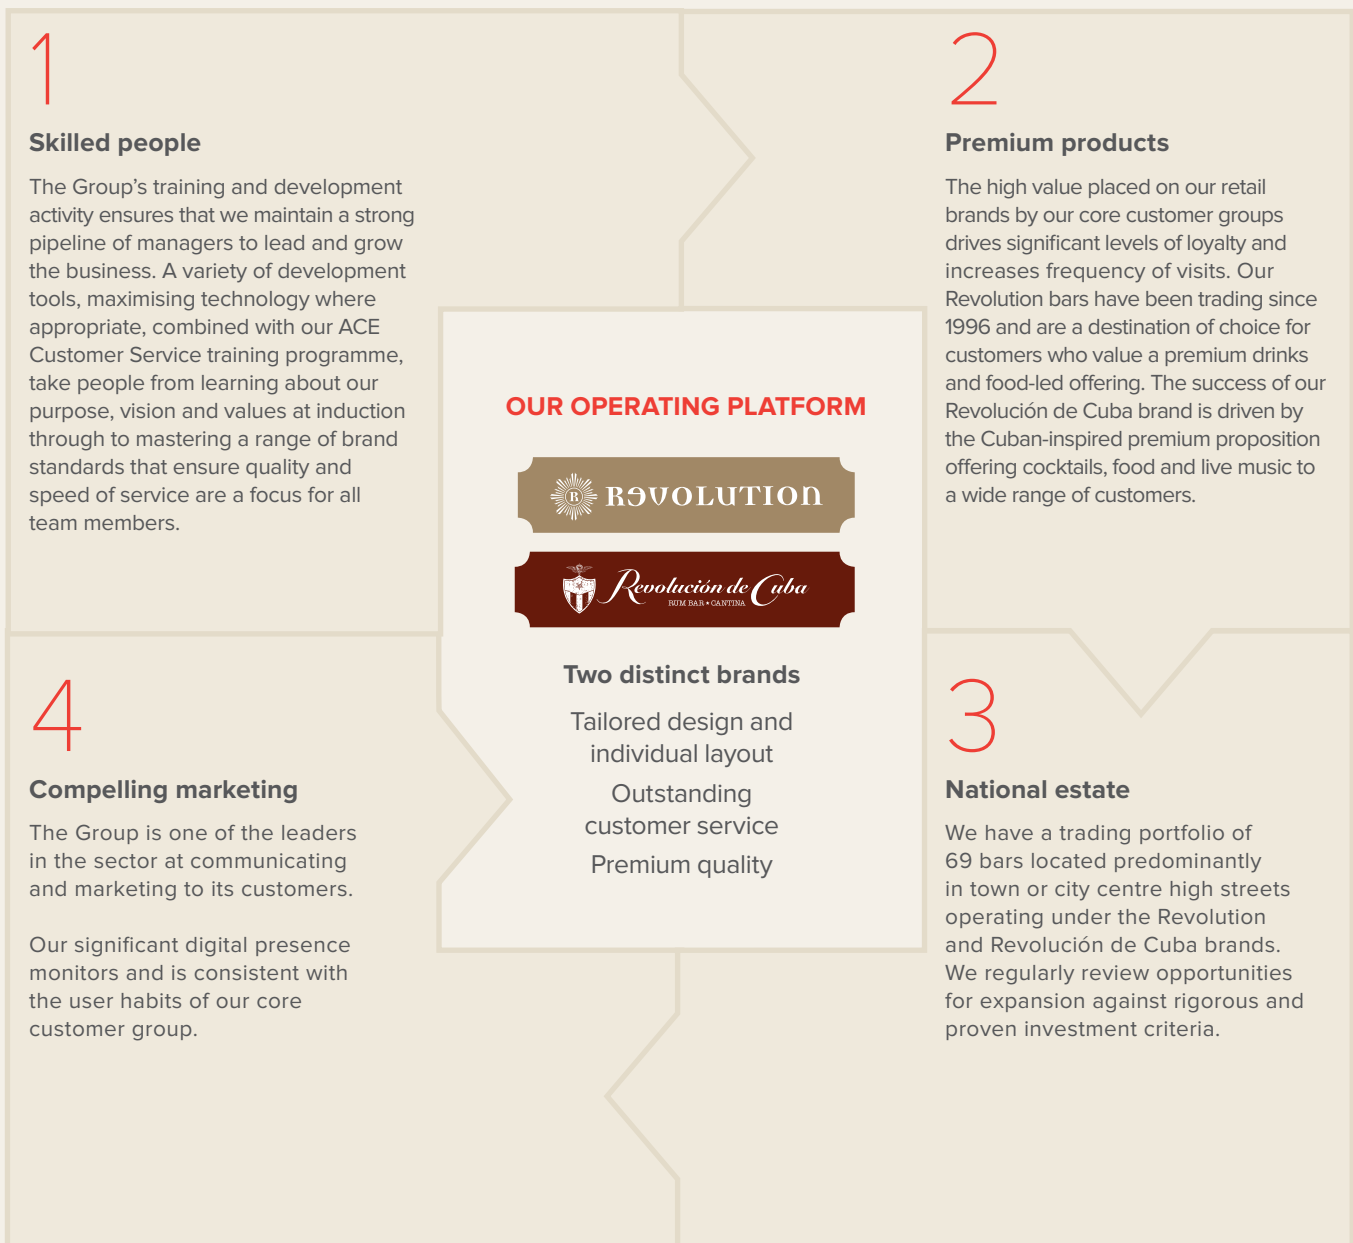 1
Skilled people
The Group’s training and development
activity ensures that we maintain a strong
pipeline of managers to lead and grow
the business. A variety of development
tools, maximising technology where
appropriate, combined with our ACE
Customer Service training programme,
take people from learning about our
purpose, vision and values at induction
through to mastering a range of brand
standards that ensure quality and
speed of service are a focus for all
team members.
2
Premium products
The high value placed on our retail
brands by our core customer groups
drives significant levels of loyalty and
increases frequency of visits. Our
Revolution bars have been trading since
1996 and are a destination of choice for
customers who value a premium drinks
and food-led offering. The success of our
Revolución de Cuba brand is driven by
the Cuban-inspired premium proposition
offering cocktails, food and live music to
a wide range of customers.
OUR OPERATING PLATFORM
R REVOLUTION
Revolución de Cuba
RUM BAR ★ CANTINA
Two distinct brands
Tailored design and
individual layout
Outstanding
customer service
Premium quality
3
National estate
We have a trading portfolio of
69 bars located predominantly
in town or city centre high streets
operating under the Revolution
and Revolución de Cuba brands.
We regularly review opportunities
for expansion against rigorous and
proven investment criteria.
4
Compelling marketing
The Group is one of the leaders
in the sector at communicating
and marketing to its customers.
Our significant digital presence
monitors and is consistent with
the user habits of our core
customer group.